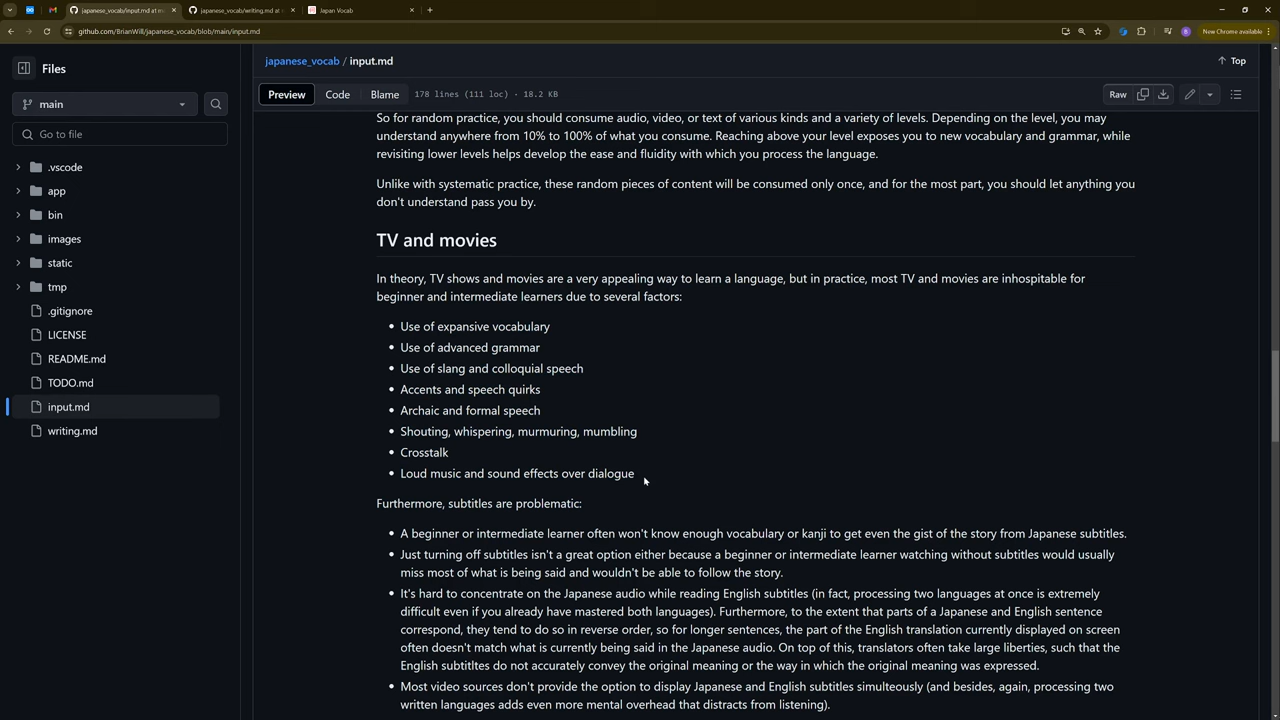 japanese_vocab/input.md at m
japanese_vocab/writing.md at
Japan Vocab
github.com/BrianWill/japanese_vocab/blob/main/input.md
B
New Chrome available
Files
japanese_vocab / input.md
Top
main
Preview
Code
Blame
178 lines (111 loc) · 18.2 KB
Raw
Go to file
.vscode
app
bin
images
static
tmp
.gitignore
LICENSE
README.md
TODO.md
input.md
writing.md
So for random practice, you should consume audio, video, or text of various kinds and a variety of levels. Depending on the level, you may
understand anywhere from 10% to 100% of what you consume. Reaching above your level exposes you to new vocabulary and grammar, while
revisiting lower levels helps develop the ease and fluidity with which you process the language.
Unlike with systematic practice, these random pieces of content will be consumed only once, and for the most part, you should let anything you
don't understand pass you by.
TV and movies
In theory, TV shows and movies are a very appealing way to learn a language, but in practice, most TV and movies are inhospitable for
beginner and intermediate learners due to several factors:
• Use of expansive vocabulary
• Use of advanced grammar
• Use of slang and colloquial speech
• Accents and speech quirks
• Archaic and formal speech
• Shouting, whispering, murmuring, mumbling
• Crosstalk
• Loud music and sound effects over dialogue
Furthermore, subtitles are problematic:
• A beginner or intermediate learner often won't know enough vocabulary or kanji to get even the gist of the story from Japanese subtitles.
• Just turning off subtitles isn't a great option either because a beginner or intermediate learner watching without subtitles would usually
miss most of what is being said and wouldn't be able to follow the story.
• It's hard to concentrate on the Japanese audio while reading English subtitles (in fact, processing two languages at once is extremely
difficult even if you already have mastered both languages). Furthermore, to the extent that parts of a Japanese and English sentence
correspond, they tend to do so in reverse order, so for longer sentences, the part of the English translation currently displayed on screen
often doesn't match what is currently being said in the Japanese audio. On top of this, translators often take large liberties, such that the
English subtitltes do not accurately convey the original meaning or the way in which the original meaning was expressed.
• Most video sources don't provide the option to display Japanese and English subtitles simulteously (and besides, again, processing two
written languages adds even more mental overhead that distracts from listening).